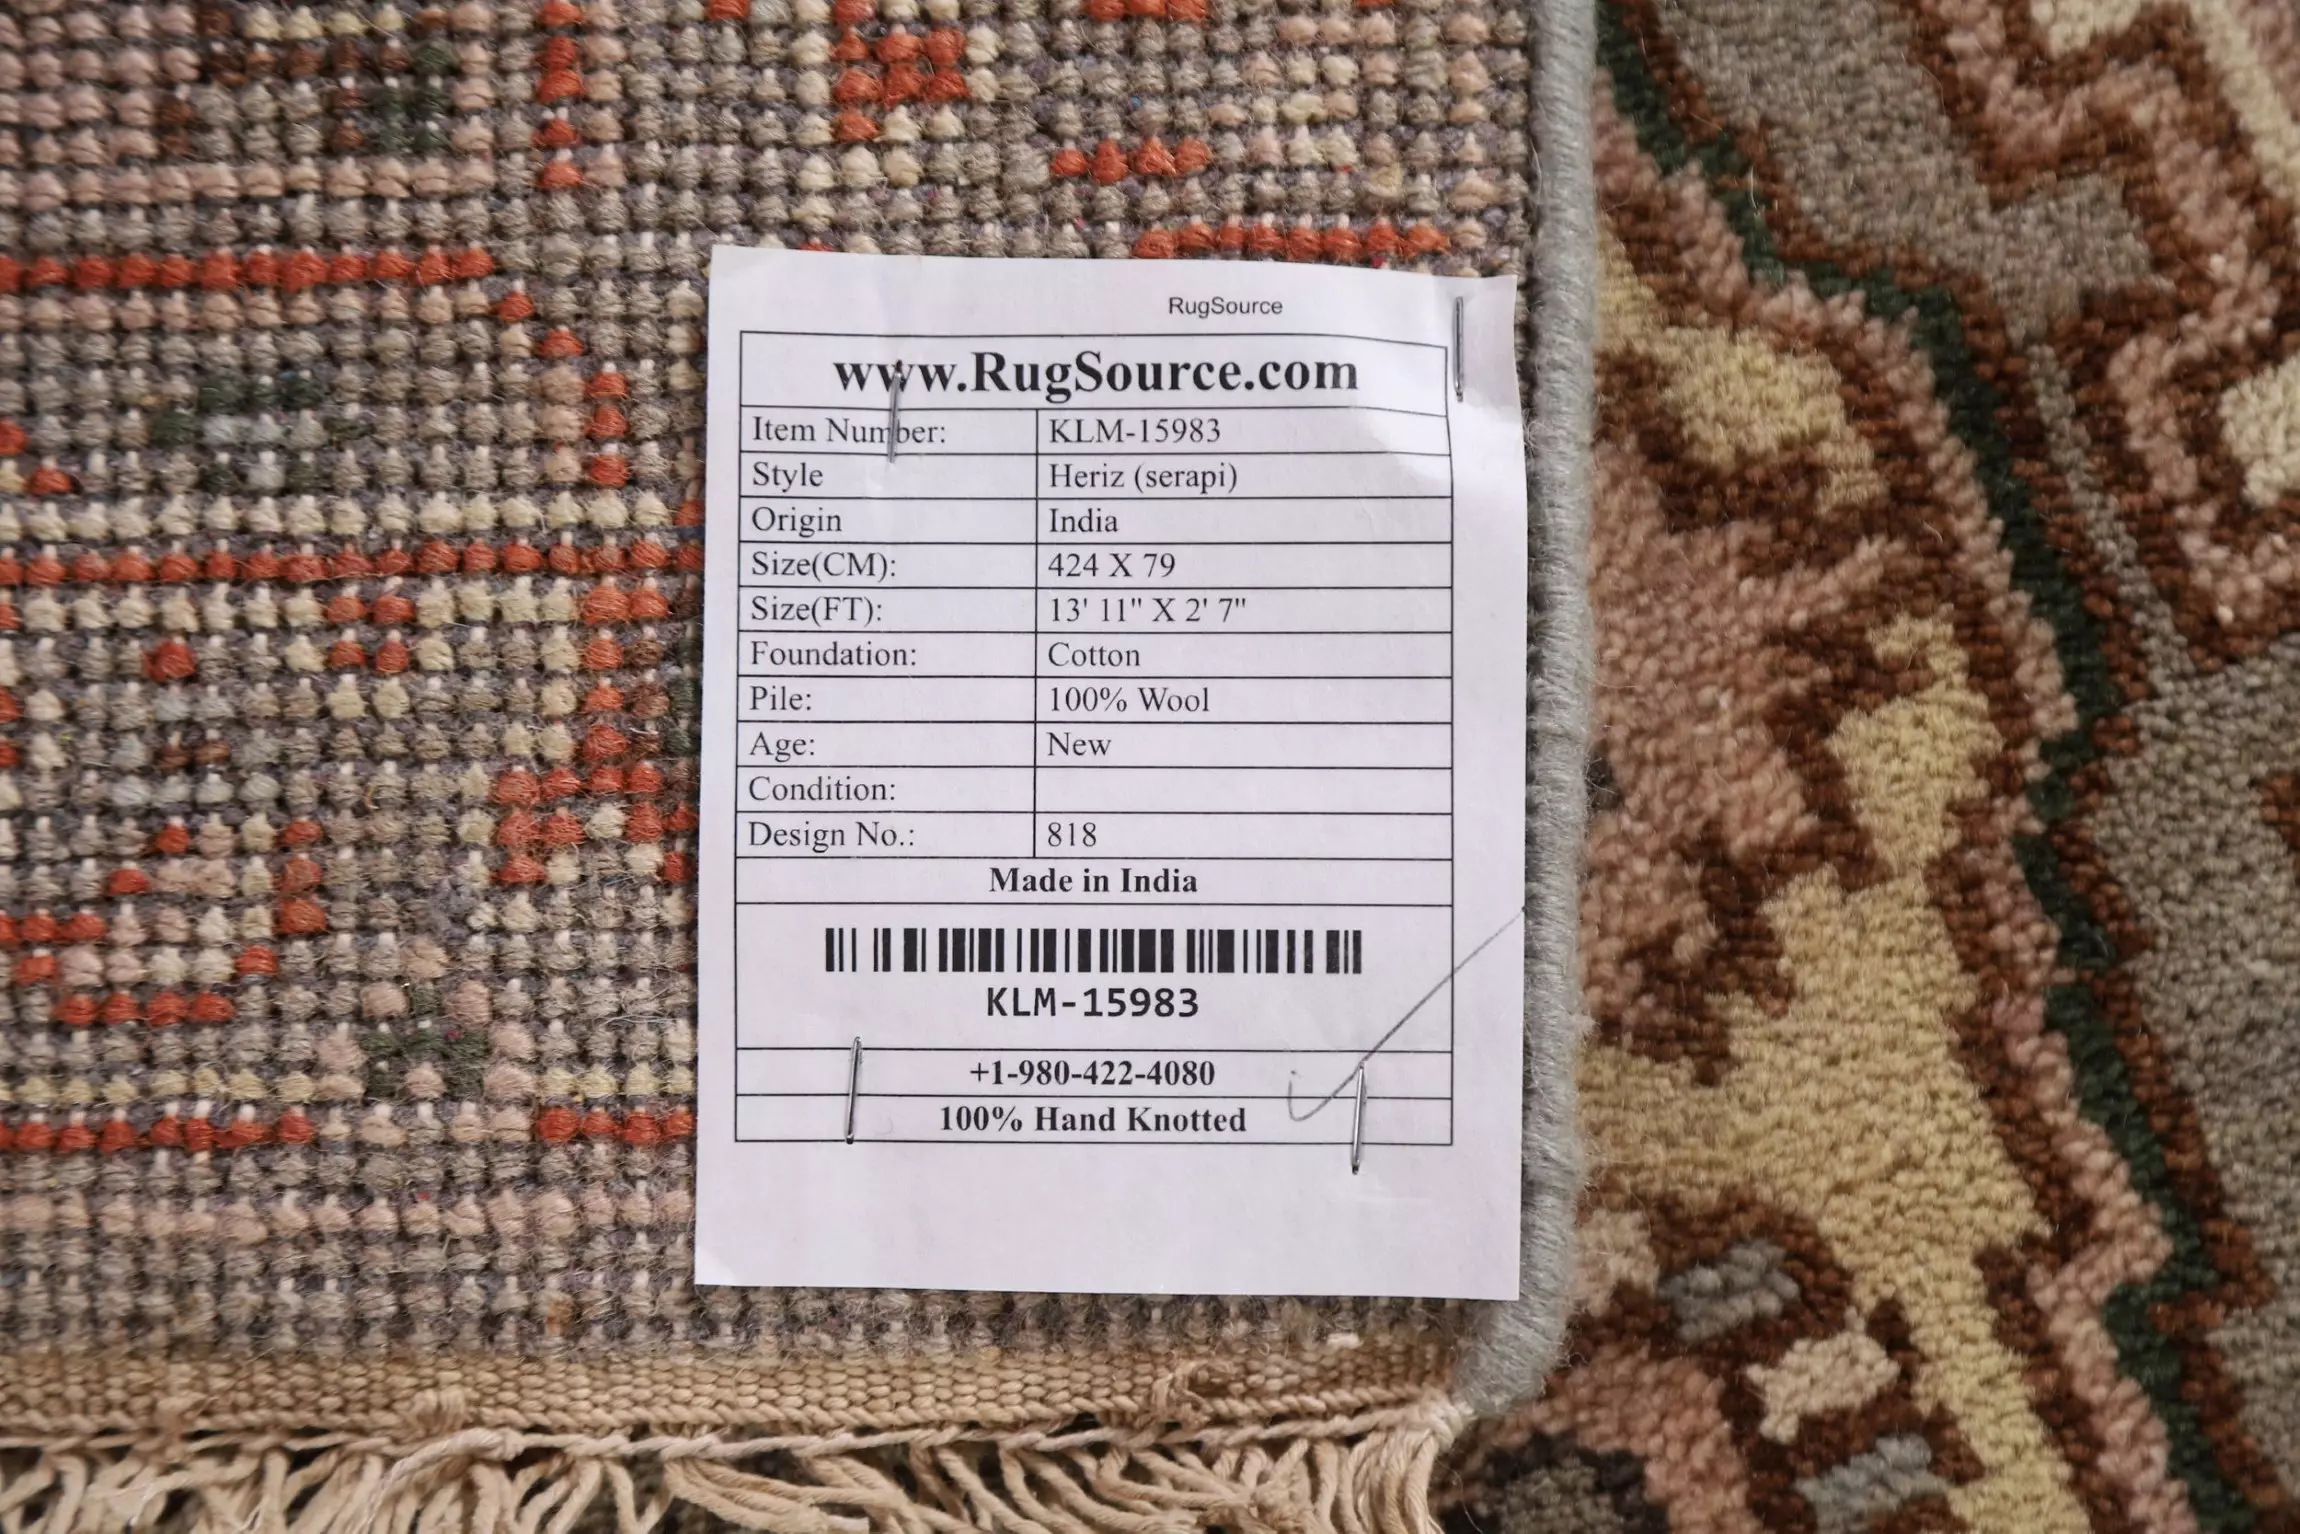 RugSource
www.RugSource.com
Item Number: KLM-15983
Style Heriz (serapi)
Origin India
Size(CM): 424 X 79
Size(FT): 13' 11" X 2' 7"
Foundation: Cotton
Pile: 100% Wool
Age: New
Condition:
Design No.: 818
Made in India
KLM-15983
+1-980-422-4080
100% Hand Knotted